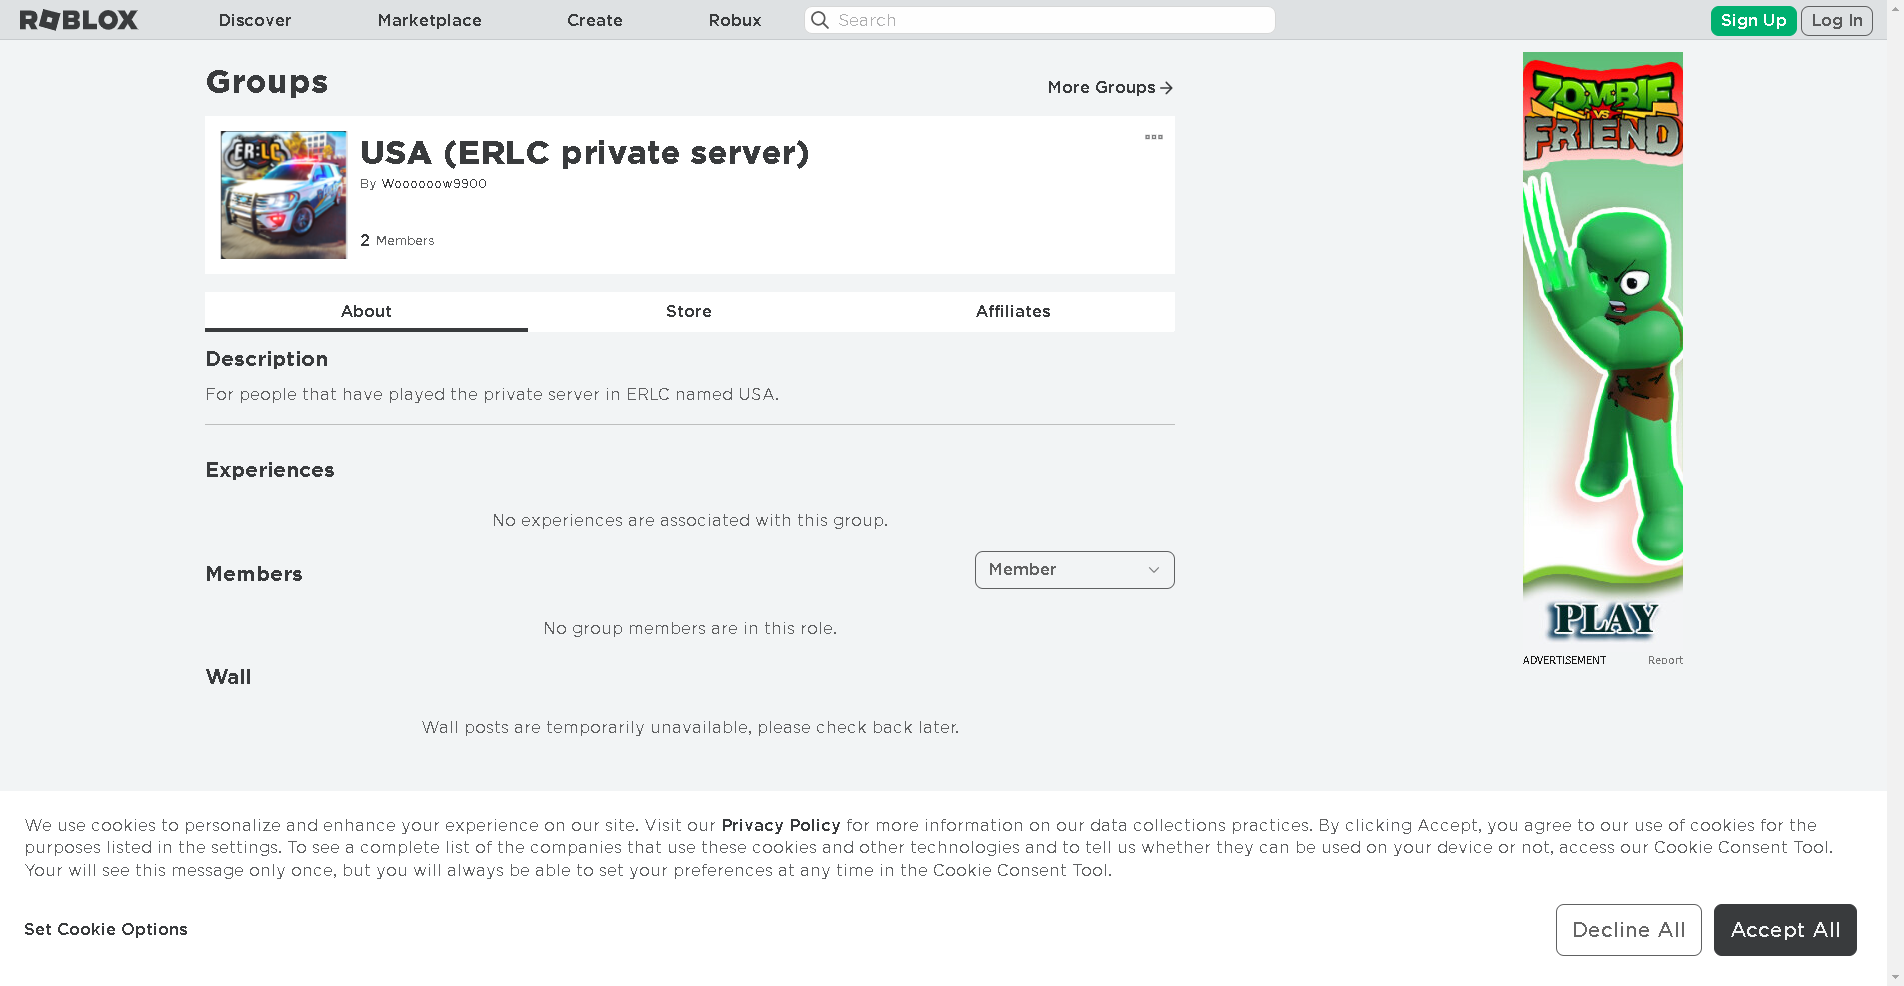 ROBLOX
Discover
Marketplace
Create
Robux
Search
Sign Up
Log In
Groups
More Groups
ER:LC
USA (ERLC private server)
By Woooooow9900
2 Members
About
Store
Affiliates
Description
For people that have played the private server in ERLC named USA.
Experiences
No experiences are associated with this group.
Members
Member
No group members are in this role.
Wall
Wall posts are temporarily unavailable, please check back later.
ZOMBIE
VS
FRIEND
PLAY
ADVERTISEMENT
Report
We use cookies to personalize and enhance your experience on our site. Visit our Privacy Policy for more information on our data collections practices. By clicking Accept, you agree to our use of cookies for the
purposes listed in the settings. To see a complete list of the companies that use these cookies and other technologies and to tell us whether they can be used on your device or not, access our Cookie Consent Tool.
Your will see this message only once, but you will always be able to set your preferences at any time in the Cookie Consent Tool.
Set Cookie Options
Decline All
Accept All